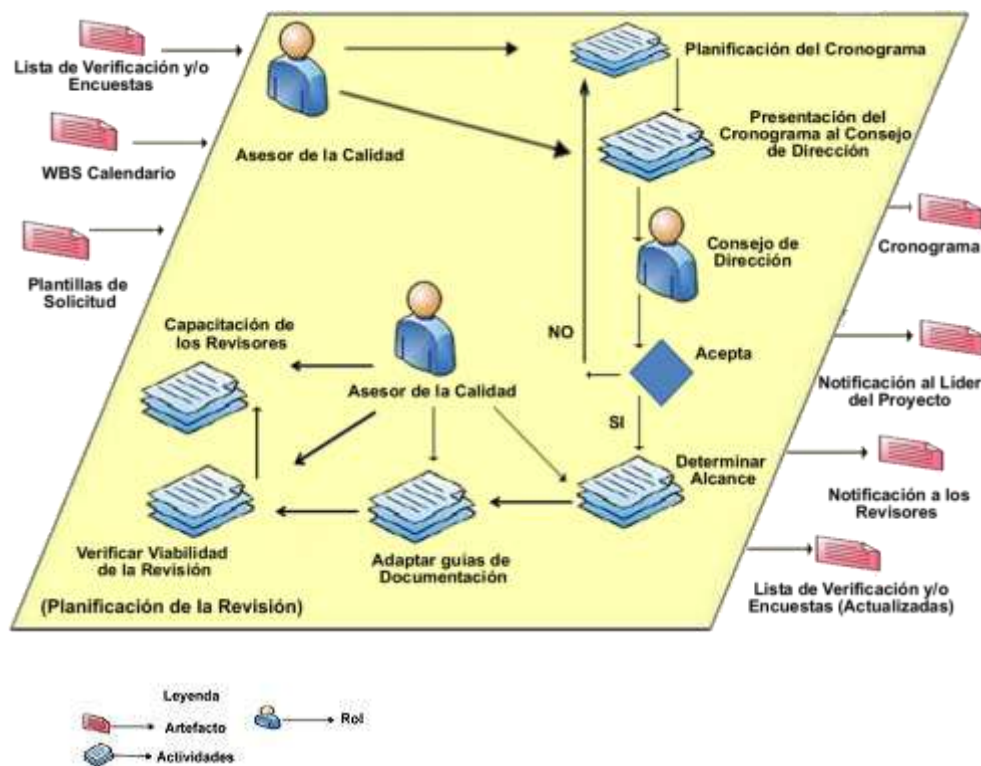 Lista de Verificación y/o
Encuestas
WBS Calendario
Plantillas de
Solicitud
Asesor de la Calidad
Planificación del Cronograma
Presentación del
Cronograma al Consejo
de Dirección
Consejo de
Dirección
NO
Acepta
SI
Determinar
Alcance
Asesor de la Calidad
Capacitación de
los Revisores
Adaptar guias de
Documentación
Verificar Viabilidad
de la Revisión
(Planificación de la Revisión)
Cronograma
Notificación al Líder
del Proyecto
Notificación a los
Revisores
Lista de Verificación y/o
Encuestas (Actualizadas)
Leyenda
Artefacto
Rol
Actividades